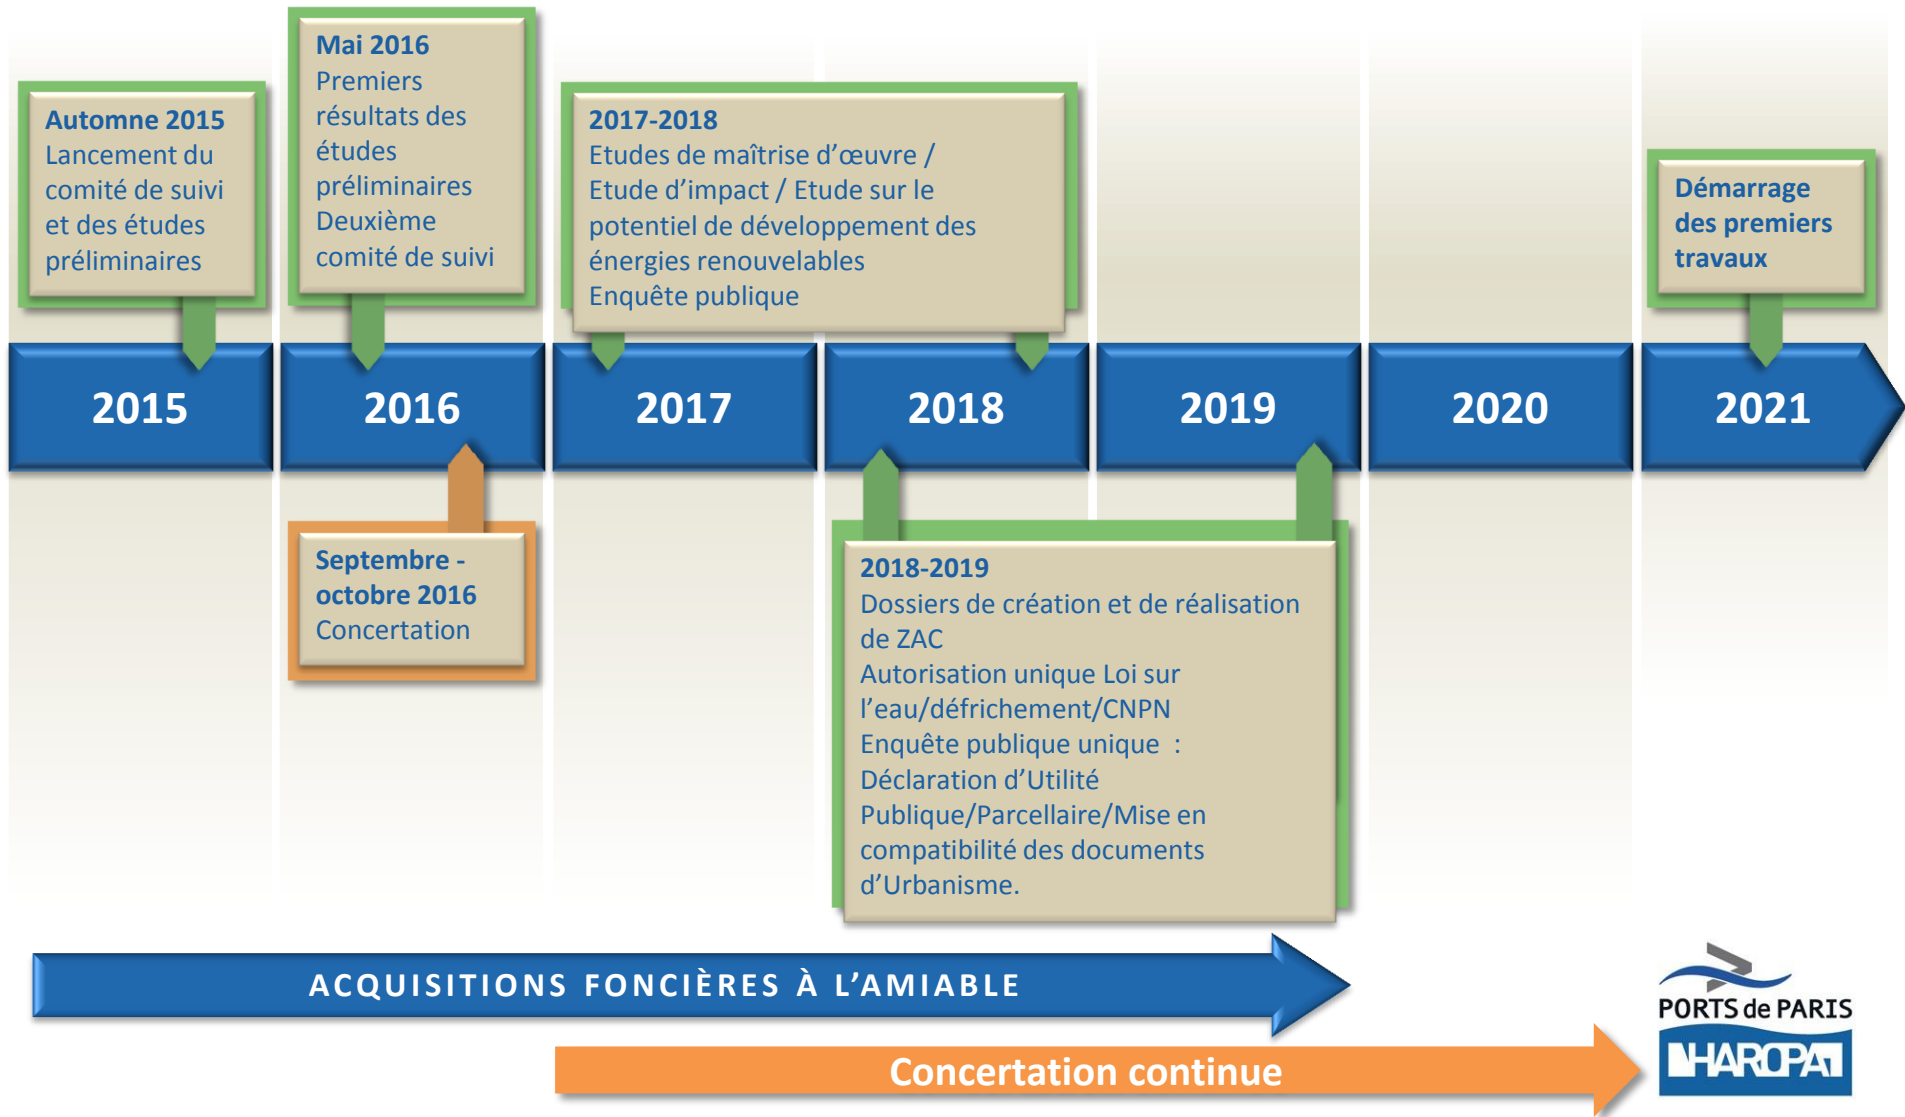 Automne 2015
Lancement du
comité de suivi
et des études
préliminaires
Mai 2016
Premiers
résultats des
études
préliminaires
Deuxième
comité de suivi
2017-2018
Etudes de maîtrise d’œuvre /
Etude d’impact / Etude sur le
potentiel de développement des
énergies renouvelables
Enquête publique
Démarrage
des premiers
travaux
2015
2016
2017
2018
2019
2020
2021
Septembre -
octobre 2016
Concertation
2018-2019
Dossiers de création et de réalisation
de ZAC
Autorisation unique Loi sur
l’eau/défrichement/CNPN
Enquête publique unique :
Déclaration d’Utilité
Publique/Parcellaire/Mise en
compatibilité des documents
d’Urbanisme.
ACQUISITIONS FONCIÈRES À L’AMIABLE
Concertation continue
PORTS de PARIS
HAROPA